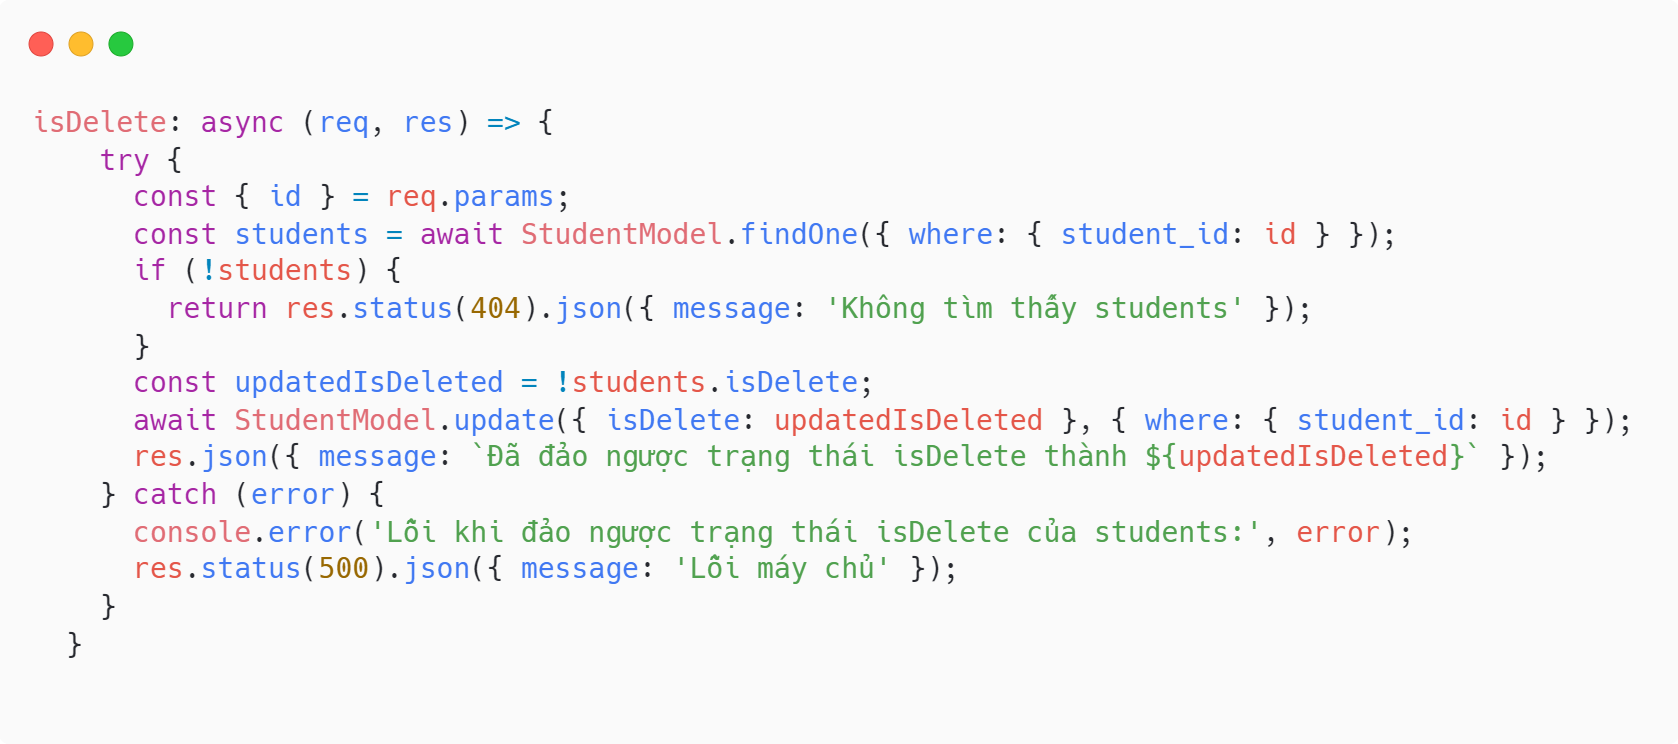 isDelete: async (req, res) => {
    try {
      const { id } = req.params;
      const students = await StudentModel.findOne({ where: { student_id: id } });
      if (!students) {
        return res.status(404).json({ message: 'Không tìm thấy students' });
      }
      const updatedIsDeleted = !students.isDelete;
      await StudentModel.update({ isDelete: updatedIsDeleted }, { where: { student_id: id } });
      res.json({ message: `Đã đảo ngược trạng thái isDelete thành ${updatedIsDeleted}` });
    } catch (error) {
      console.error('Lỗi khi đảo ngược trạng thái isDelete của students:', error);
      res.status(500).json({ message: 'Lỗi máy chủ' });
    }
  }